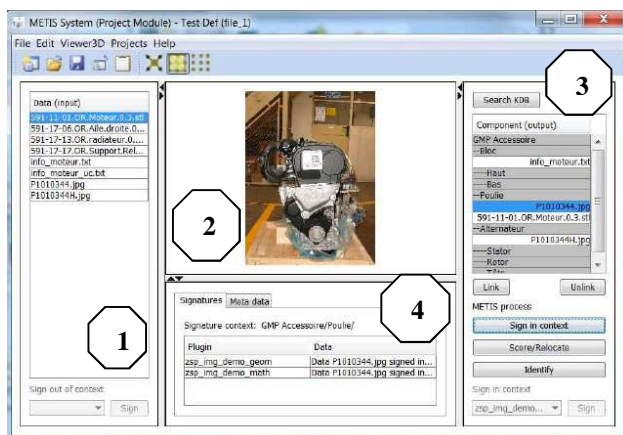 METIS System (Project Module) - Test Def (file_1)
File Edit Viewer3D Projects Help
Data (input)
591-11-01.OR.Moteur.0.3.stl
591-17-06.OR.Aile.droite.0...
591-17-13.OR.radiateur.0....
591-17-17.OR.Support.Rel...
info_moteur.txt
info_moteur_uc.txt
P1010344.jpg
P1010344H.jpg
1
Sign out of context
Sign
2
Signatures Meta data
4
Signature context: GMP Accessoire/Poulie/
Plugin Data
zsp_img_demo_geom Data P1010344.jpg signed in...
zsp_img_demo_math Data P1010344.jpg signed in...
3
Search KDB
Component (output)
GMP Accessoire
--Bloc
info_moteur.txt
----Haut
----Bas
--Poulie
P1010344.jpg
591-11-01.OR.Moteur.0.3.stl
--Alternateur
P1010344H.jpg
----Stator
----Rotor
Link Unlink
METIS process
Sign in context
Score/Relocate
Identify
Sign in context
zsp_img_demo... Sign